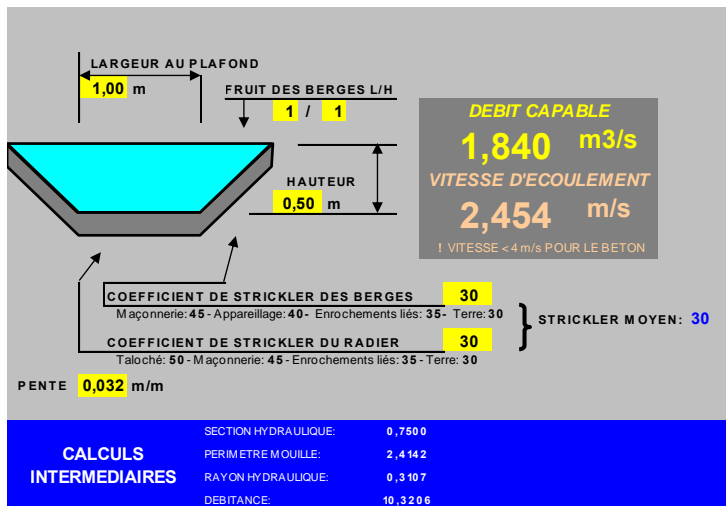 LARGEUR AU PLAFOND
1,00 m
FRUIT DES BERGES L/H
1 / 1
DEBIT CAPABLE
1,840 m3/s
VITESSE D'ECOULEMENT
2,454 m/s
! VITESSE < 4 m/s POUR LE BETON
HAUTEUR
0,50 m
COEFFICIENT DE STRICKLER DES BERGES 30
Maçonnerie: 45 - Appareillage: 40- Enrochements liés: 35- Terre: 30
STRICKLER MOYEN: 30
COEFFICIENT DE STRICKLER DU RADIER 30
Taloché: 50 - Maçonnerie: 45 - Enrochements liés: 35 - Terre: 30
PENTE 0,032 m/m
CALCULS INTERMEDIAIRES
SECTION HYDRAULIQUE: 0,7500
PERIMETRE MOUILLE: 2,4142
RAYON HYDRAULIQUE: 0,3107
DEBITANCE: 10,3206